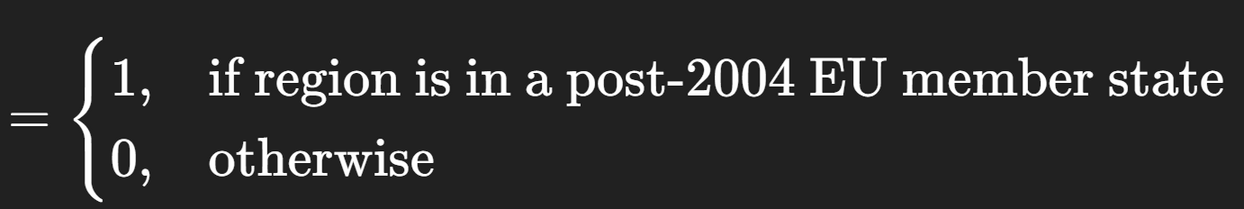 = { 1, if region is in a post-2004 EU member state
0, otherwise